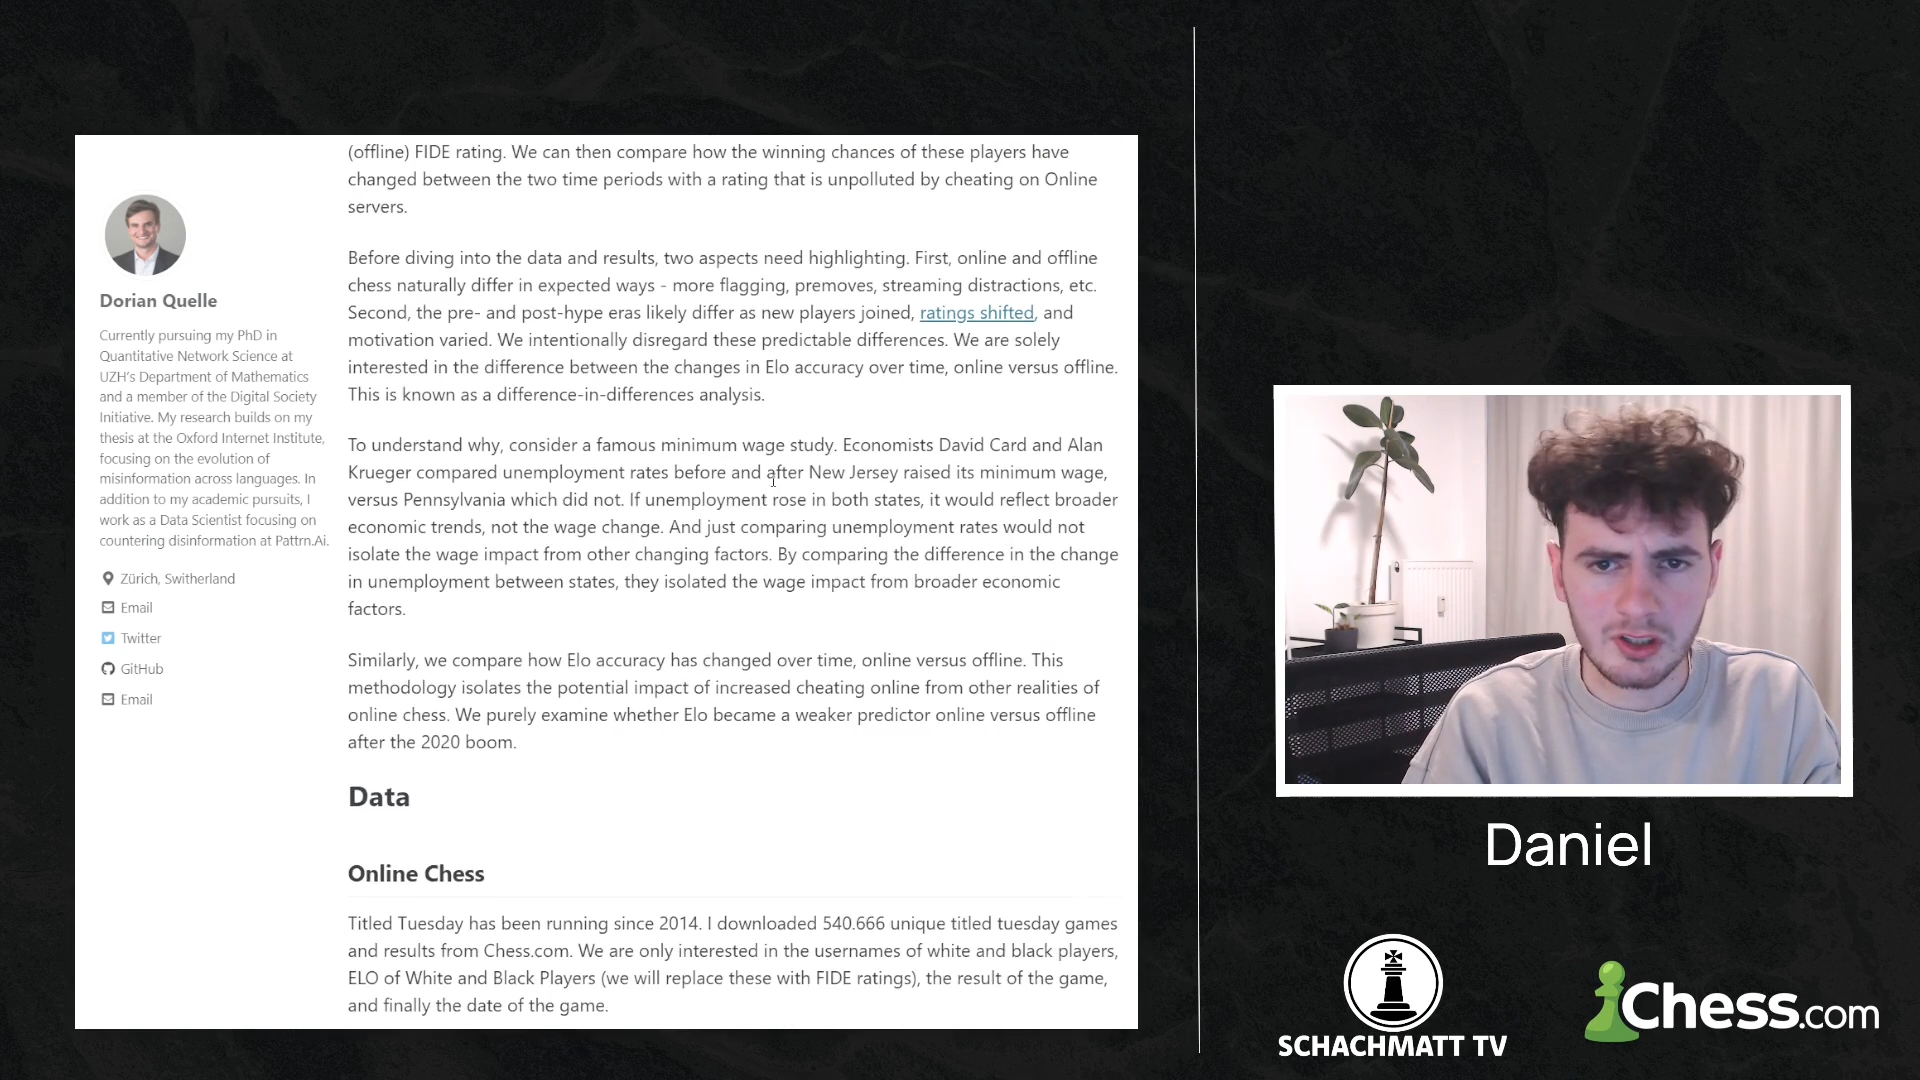 (offline) FIDE rating. We can then compare how the winning chances of these players have
changed between the two time periods with a rating that is unpolluted by cheating on Online
servers.
Before diving into the data and results, two aspects need highlighting. First, online and offline
chess naturally differ in expected ways - more flagging, premoves, streaming distractions, etc.
Second, the pre- and post-hype eras likely differ as new players joined, ratings shifted, and
motivation varied. We intentionally disregard these predictable differences. We are solely
interested in the difference between the changes in Elo accuracy over time, online versus offline.
This is known as a difference-in-differences analysis.
To understand why, consider a famous minimum wage study. Economists David Card and Alan
Krueger compared unemployment rates before and after New Jersey raised its minimum wage,
versus Pennsylvania which did not. If unemployment rose in both states, it would reflect broader
economic trends, not the wage change. And just comparing unemployment rates would not
isolate the wage impact from other changing factors. By comparing the difference in the change
in unemployment between states, they isolated the wage impact from broader economic
factors.
Similarly, we compare how Elo accuracy has changed over time, online versus offline. This
methodology isolates the potential impact of increased cheating online from other realities of
online chess. We purely examine whether Elo became a weaker predictor online versus offline
after the 2020 boom.
Data
Online Chess
Titled Tuesday has been running since 2014. I downloaded 540.666 unique titled tuesday games
and results from Chess.com. We are only interested in the usernames of white and black players,
ELO of White and Black Players (we will replace these with FIDE ratings), the result of the game,
and finally the date of the game.
Dorian Quelle
Currently pursuing my PhD in
Quantitative Network Science at
UZH's Department of Mathematics
and a member of the Digital Society
Initiative. My research builds on my
thesis at the Oxford Internet Institute,
focusing on the evolution of
misinformation across languages. In
addition to my academic pursuits, I
work as a Data Scientist focusing on
countering disinformation at Pattrn.Ai.
Zürich, Switherland
Email
Twitter
GitHub
Email
Daniel
SCHACHMATT TV
Chess.com